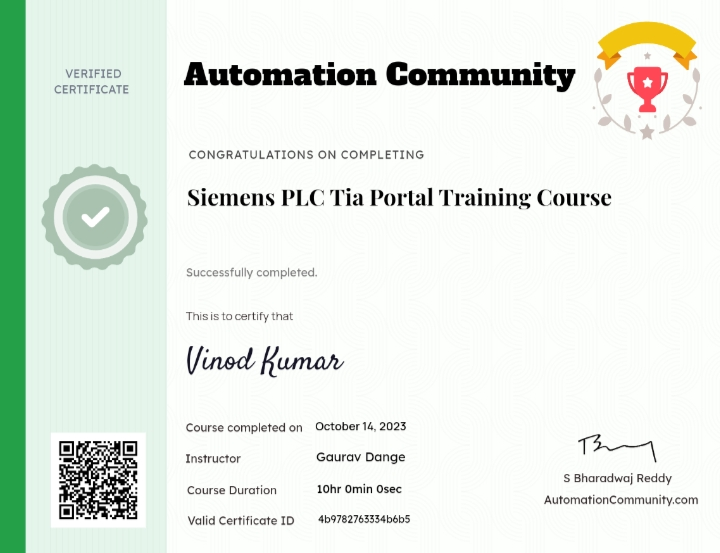 VERIFIED
CERTIFICATE
Automation Community
CONGRATULATIONS ON COMPLETING
Siemens PLC Tia Portal Training Course
Successfully completed.
This is to certify that
Vinod Kumar
Course completed on October 14, 2023
Instructor Gaurav Dange
Course Duration 10hr 0min 0sec
Valid Certificate ID 4b9782763334b6b5
S Bharadwaj Reddy
AutomationCommunity.com